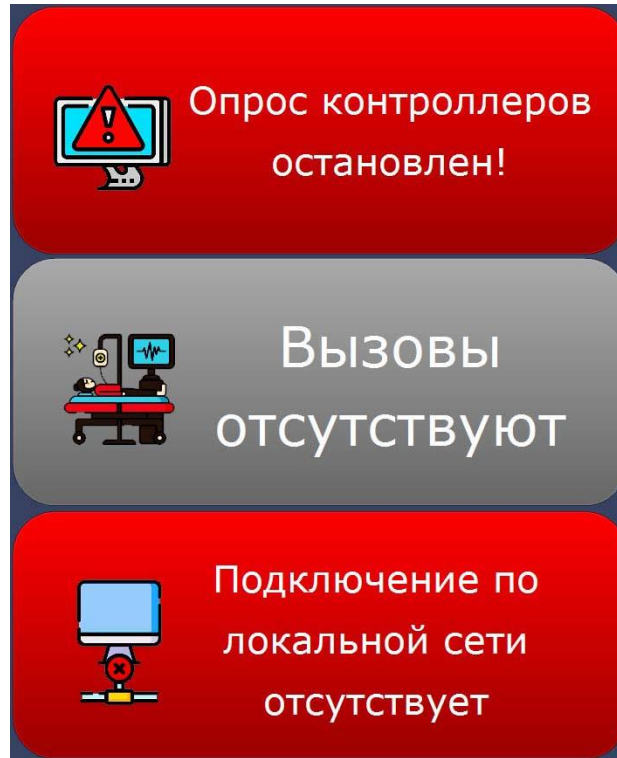 Опрос контроллеров
остановлен!
Вызовы
отсутствуют
Подключение по
локальной сети
отсутствует